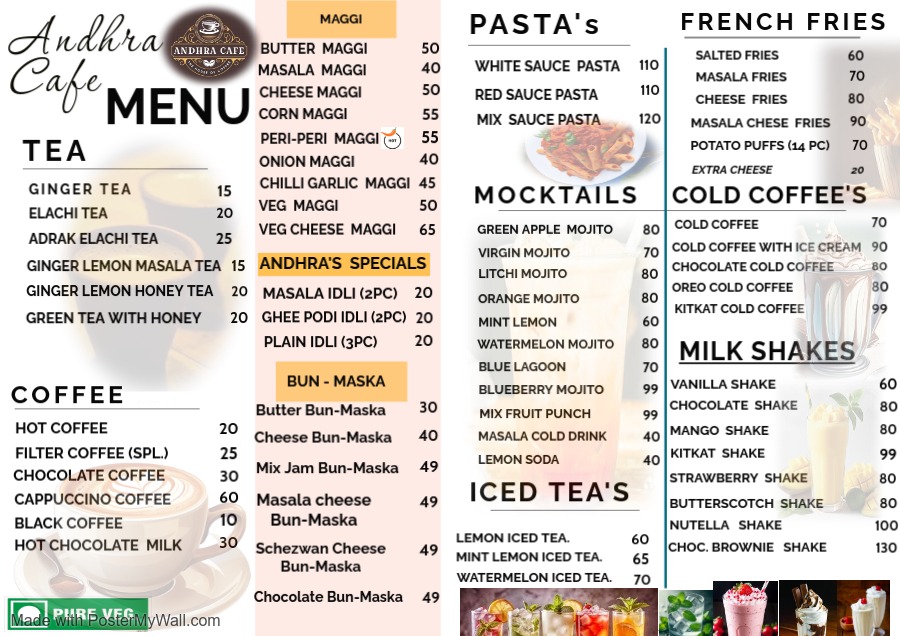 Andhra
Cafe
ANDHRA CAFE
MENU
TEA
GINGER TEA 15
ELACHI TEA 20
ADRAK ELACHI TEA 25
GINGER LEMON MASALA TEA 15
GINGER LEMON HONEY TEA 20
GREEN TEA WITH HONEY 20
COFFEE
HOT COFFEE 20
FILTER COFFEE (SPL.) 25
CHOCOLATE COFFEE 30
CAPPUCCINO COFFEE 60
BLACK COFFEE 10
HOT CHOCOLATE MILK 30
PURE VEG
Made with PosterMyWall.com
MAGGI
BUTTER MAGGI 50
MASALA MAGGI 40
CHEESE MAGGI 50
CORN MAGGI 55
PERI-PERI MAGGI HOT 55
ONION MAGGI 40
CHILLI GARLIC MAGGI 45
VEG MAGGI 50
VEG CHEESE MAGGI 65
ANDHRA'S SPECIALS
MASALA IDLI (2PC) 20
GHEE PODI IDLI (2PC) 20
PLAIN IDLI (3PC) 20
BUN - MASKA
Butter Bun-Maska 30
Cheese Bun-Maska 40
Mix Jam Bun-Maska 49
Masala cheese 49
Bun-Maska
Schezwan Cheese 49
Bun-Maska
Chocolate Bun-Maska 49
PASTA's
WHITE SAUCE PASTA 110
RED SAUCE PASTA 110
MIX SAUCE PASTA 120
MOCKTAILS
GREEN APPLE MOJITO 80
VIRGIN MOJITO 70
LITCHI MOJITO 80
ORANGE MOJITO 80
MINT LEMON 60
WATERMELON MOJITO 80
BLUE LAGOON 70
BLUEBERRY MOJITO 99
MIX FRUIT PUNCH 99
MASALA COLD DRINK 40
LEMON SODA 40
ICED TEA'S
LEMON ICED TEA. 60
MINT LEMON ICED TEA. 65
WATERMELON ICED TEA. 70
FRENCH FRIES
SALTED FRIES 60
MASALA FRIES 70
CHEESE FRIES 80
MASALA CHESE FRIES 90
POTATO PUFFS (14 PC) 70
EXTRA CHEESE 20
COLD COFFEE'S
COLD COFFEE 70
COLD COFFEE WITH ICE CREAM 90
CHOCOLATE COLD COFFEE 80
OREO COLD COFFEE 80
KITKAT COLD COFFEE 99
MILK SHAKES
VANILLA SHAKE 60
CHOCOLATE SHAKE 80
MANGO SHAKE 80
KITKAT SHAKE 99
STRAWBERRY SHAKE 80
BUTTERSCOTCH SHAKE 80
NUTELLA SHAKE 100
CHOC. BROWNIE SHAKE 130